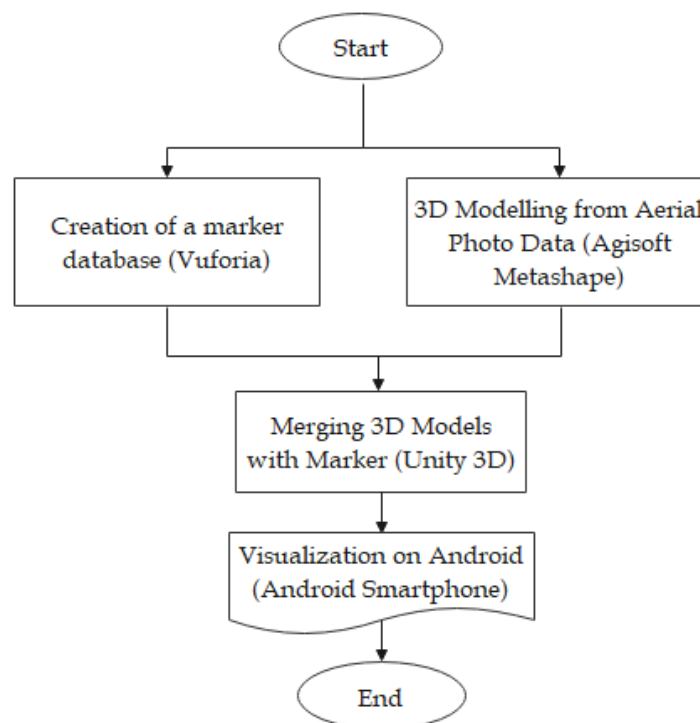 Start
Creation of a marker
database (Vuforia)
3D Modelling from Aerial
Photo Data (Agisoft
Metashape)
Merging 3D Models
with Marker (Unity 3D)
Visualization on Android
(Android Smartphone)
End